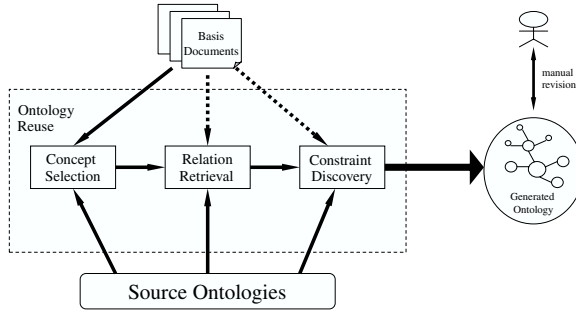 Basis
Documents
manual
revision
Ontology
Reuse
Concept
Selection
Relation
Retrieval
Constraint
Discovery
Generated
Ontology
Source Ontologies